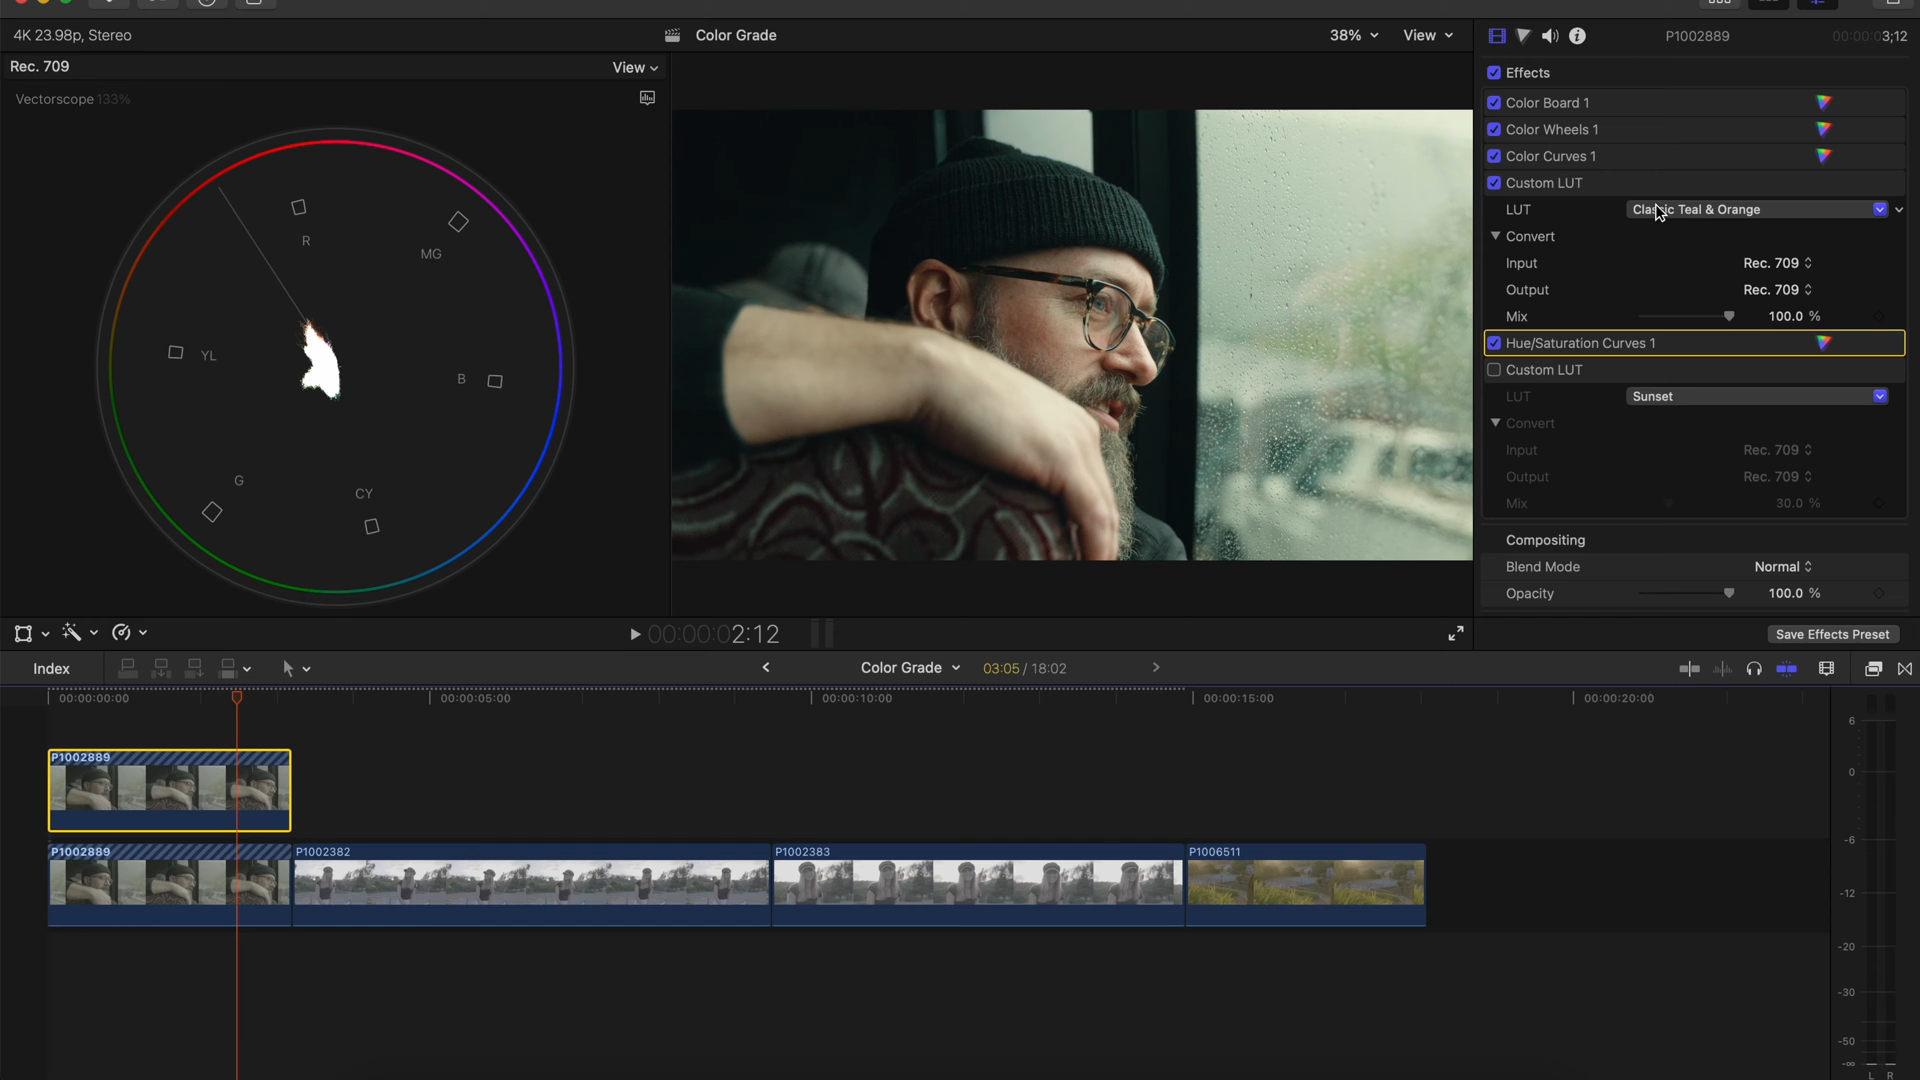 4K 23.98p, Stereo
Color Grade
38%
View
P1002889
00:00:03;12
Rec. 709
View
Vectorscope 133%
R
MG
YL
B
G
CY
Effects
Color Board 1
Color Wheels 1
Color Curves 1
Custom LUT
LUT
Classic Teal & Orange
Convert
Input
Rec. 709
Output
Rec. 709
Mix
100.0 %
Hue/Saturation Curves 1
Custom LUT
LUT
Sunset
Convert
Input
Rec. 709
Output
Rec. 709
Mix
30.0 %
Compositing
Blend Mode
Normal
Opacity
100.0 %
00:00:02:12
Save Effects Preset
Index
Color Grade
03:05 / 18:02
00:00:00:00
00:00:05:00
00:00:10:00
00:00:15:00
00:00:20:00
P1002889
P1002889
P1002382
P1002383
P1006511
6
0
-6
-12
-20
-30
-50
-∞
L R